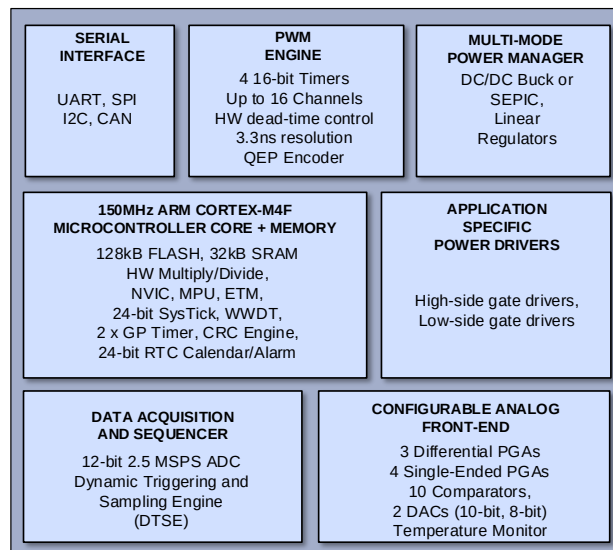 SERIAL
INTERFACE
UART, SPI
I2C, CAN
PWM
ENGINE
4 16-bit Timers
Up to 16 Channels
HW dead-time control
3.3ns resolution
QEP Encoder
MULTI-MODE
POWER MANAGER
DC/DC Buck or
SEPIC,
Linear
Regulators
150MHz ARM CORTEX-M4F
MICROCONTROLLER CORE + MEMORY
128kB FLASH, 32kB SRAM
HW Multiply/Divide,
NVIC, MPU, ETM,
24-bit SysTick, WWDT,
2 x GP Timer, CRC Engine,
24-bit RTC Calendar/Alarm
APPLICATION
SPECIFIC
POWER DRIVERS
High-side gate drivers,
Low-side gate drivers
DATA ACQUISITION
AND SEQUENCER
12-bit 2.5 MSPS ADC
Dynamic Triggering and
Sampling Engine
(DTSE)
CONFIGURABLE ANALOG
FRONT-END
3 Differential PGAs
4 Single-Ended PGAs
10 Comparators,
2 DACs (10-bit, 8-bit)
Temperature Monitor